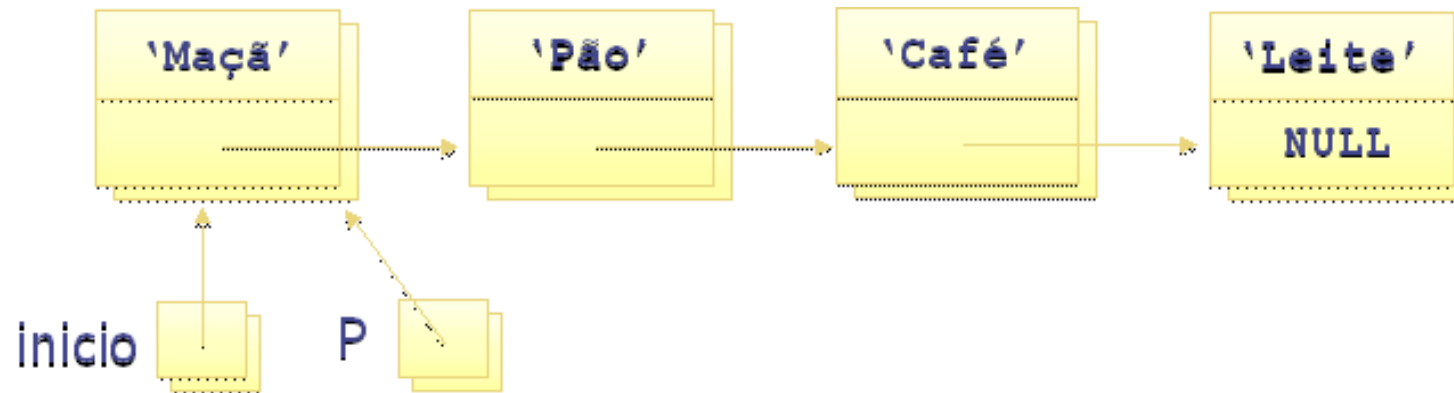 ‘Maçã’
‘Pão’
‘Café’
‘Leite’
NULL
inicio
P